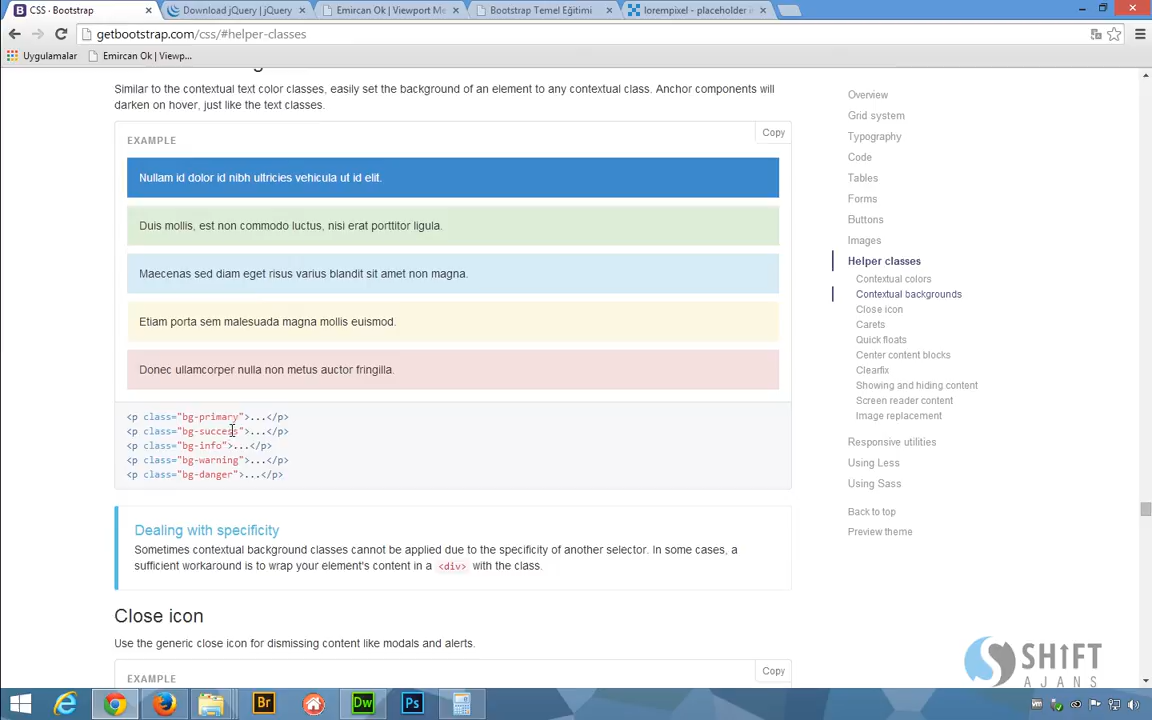 CSS · Bootstrap
Download jQuery | jQuery
Emircan Ok | Viewport Me
Bootstrap Temel Eğitimi
lorempixel - placeholder i
getbootstrap.com/css/#helper-classes
Uygulamalar
Emircan Ok | Viewp...
Similar to the contextual text color classes, easily set the background of an element to any contextual class. Anchor components will
darken on hover, just like the text classes.
EXAMPLE
Copy
Nullam id dolor id nibh ultricies vehicula ut id elit.
Duis mollis, est non commodo luctus, nisi erat porttitor ligula.
Maecenas sed diam eget risus varius blandit sit amet non magna.
Etiam porta sem malesuada magna mollis euismod.
Donec ullamcorper nulla non metus auctor fringilla.
<p class="bg-primary">...</p>
<p class="bg-success">...</p>
<p class="bg-info">...</p>
<p class="bg-warning">...</p>
<p class="bg-danger">...</p>
Dealing with specificity
Sometimes contextual background classes cannot be applied due to the specificity of another selector. In some cases, a
sufficient workaround is to wrap your element's content in a <div> with the class.
Close icon
Use the generic close icon for dismissing content like modals and alerts.
EXAMPLE
Copy
Overview
Grid system
Typography
Code
Tables
Forms
Buttons
Images
Helper classes
Contextual colors
Contextual backgrounds
Close icon
Carets
Quick floats
Center content blocks
Clearfix
Showing and hiding content
Screen reader content
Image replacement
Responsive utilities
Using Less
Using Sass
Back to top
Preview theme
SHiFT
AJANS
Br
Dw
Ps